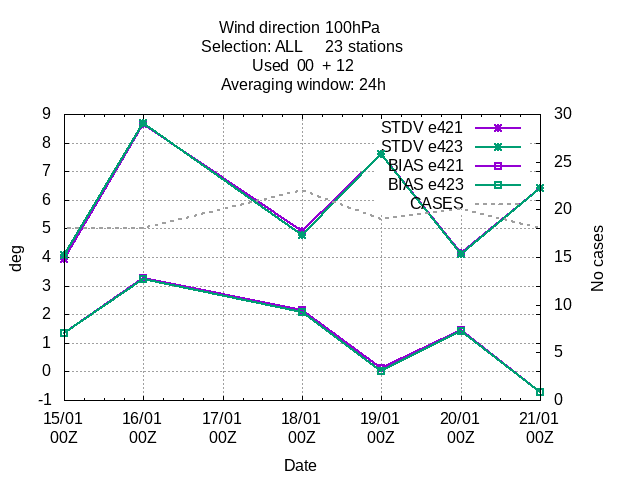 Wind direction 100hPa
Selection: ALL 23 stations
Used 00 + 12
Averaging window: 24h
STDV e421
STDV e423
BIAS e421
BIAS e423
CASES
9
8
7
6
5
4
3
2
1
0
-1
deg
30
25
20
15
10
5
0
No cases
15/01 16/01 17/01 18/01 19/01 20/01 21/01
00Z 00Z 00Z 00Z 00Z 00Z 00Z
Date